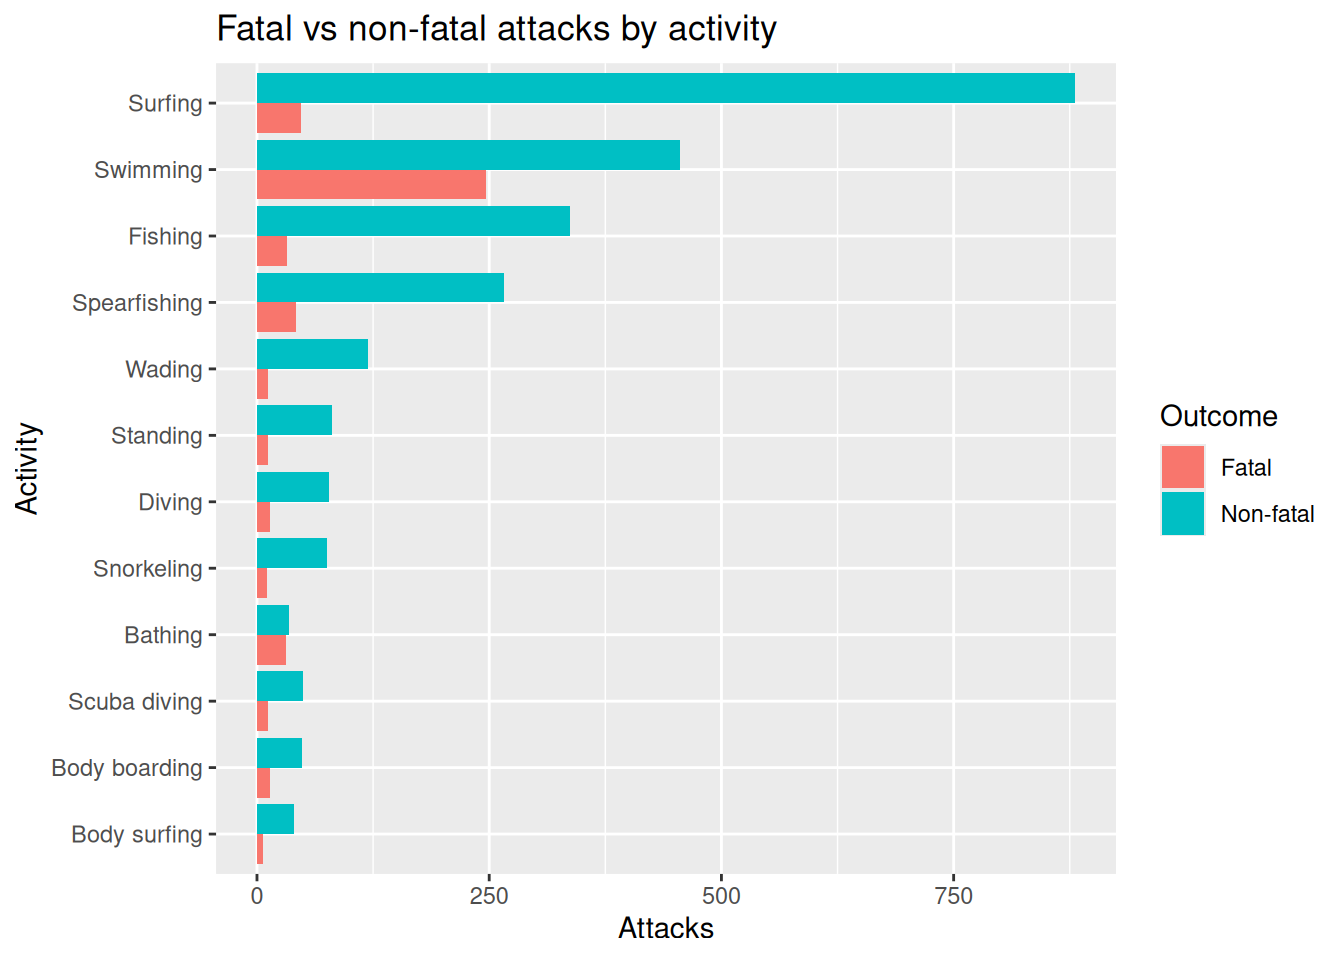 Fatal vs non-fatal attacks by activity
Surfing
Swimming
Fishing
Spearfishing
Wading
Standing
Diving
Snorkeling
Bathing
Scuba diving
Body boarding
Body surfing
Activity
0 250 500 750
Attacks
Outcome
Fatal
Non-fatal